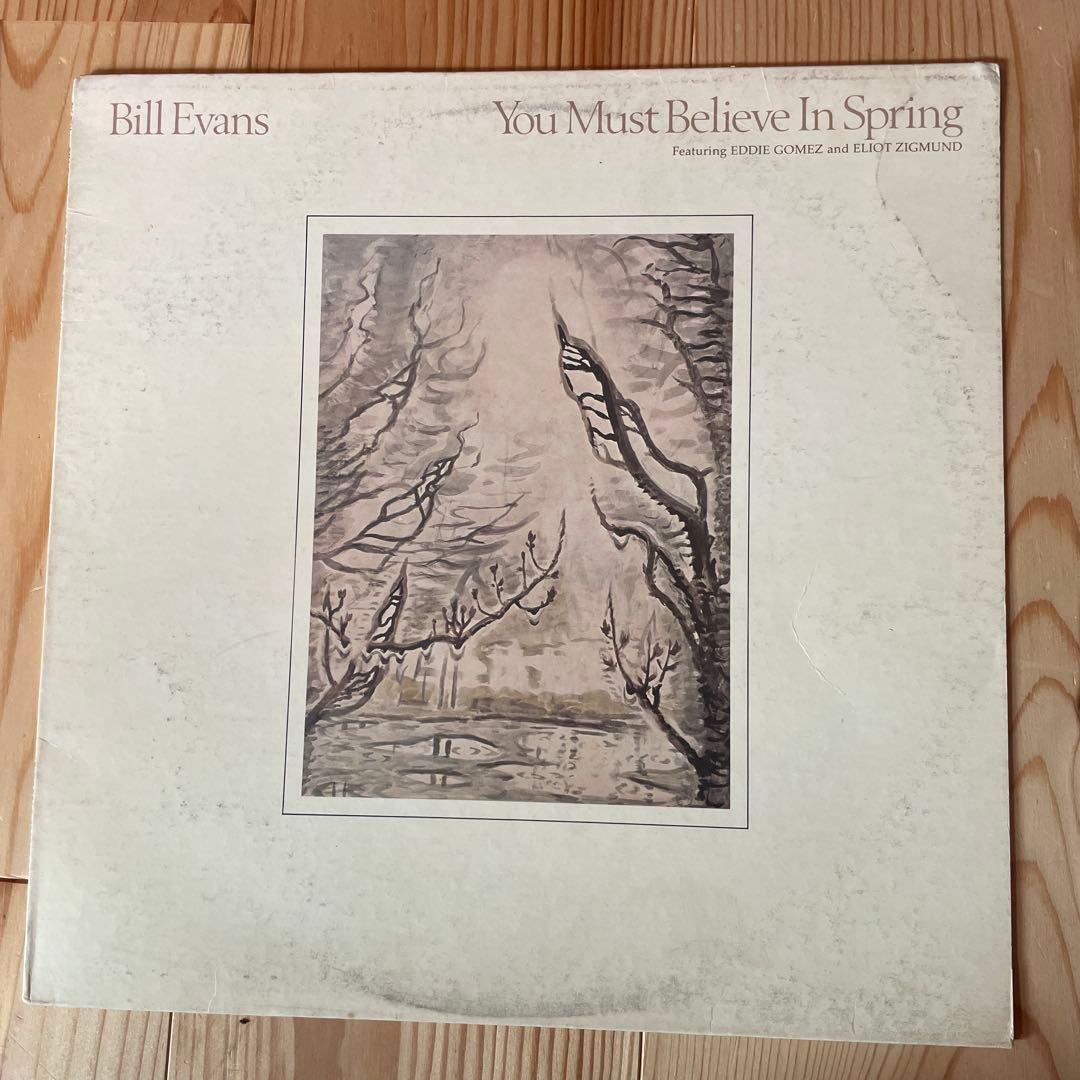 Bill Evans
You Must Believe In Spring
Featuring EDDIE GOMEZ and ELIOT ZIGMUND